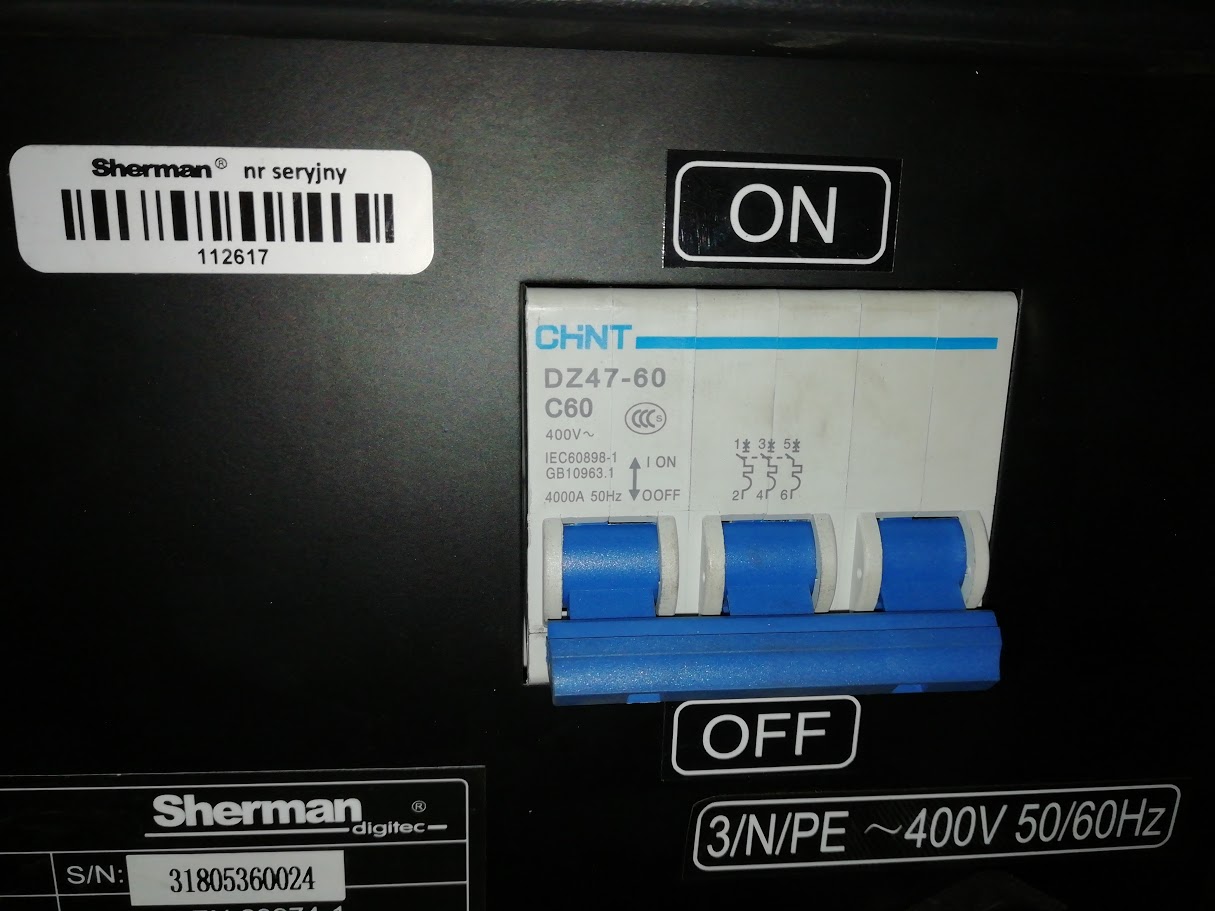 Sherman® nr seryjny
112617
ON
CHNT
DZ47-60
C60
CCC S
400V~
IEC60898-1
GB10963.1
I ON
4000A 50Hz
O OFF
1 3 5
2 4 6
OFF
3/N/PE ~400V 50/60Hz
Sherman®
digitec
S/N: 31805360024